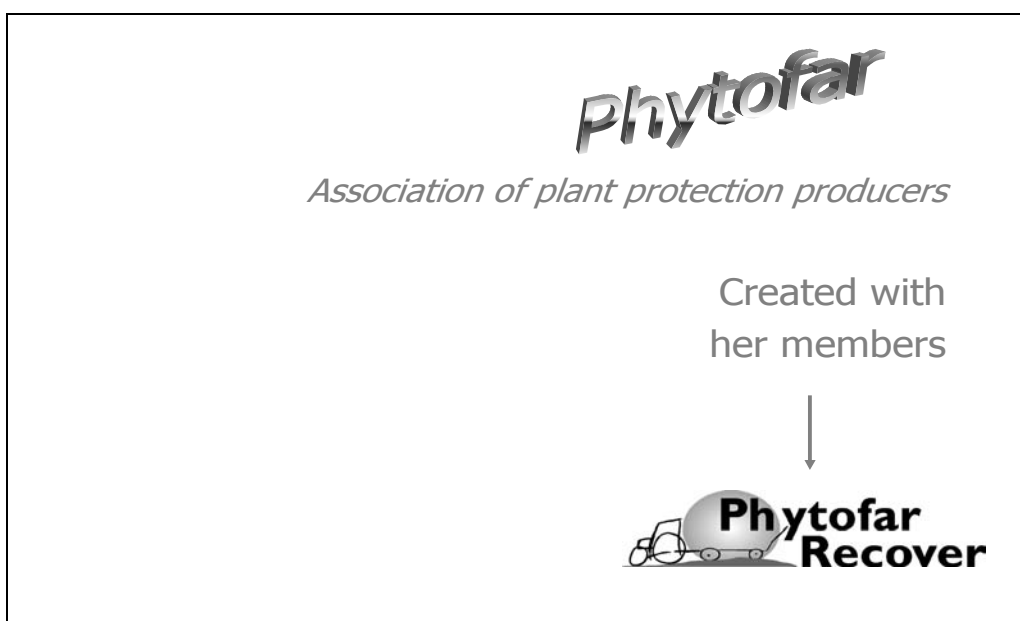 Phytofar
Association of plant protection producers
Created with
her members
Phytofar
Recover